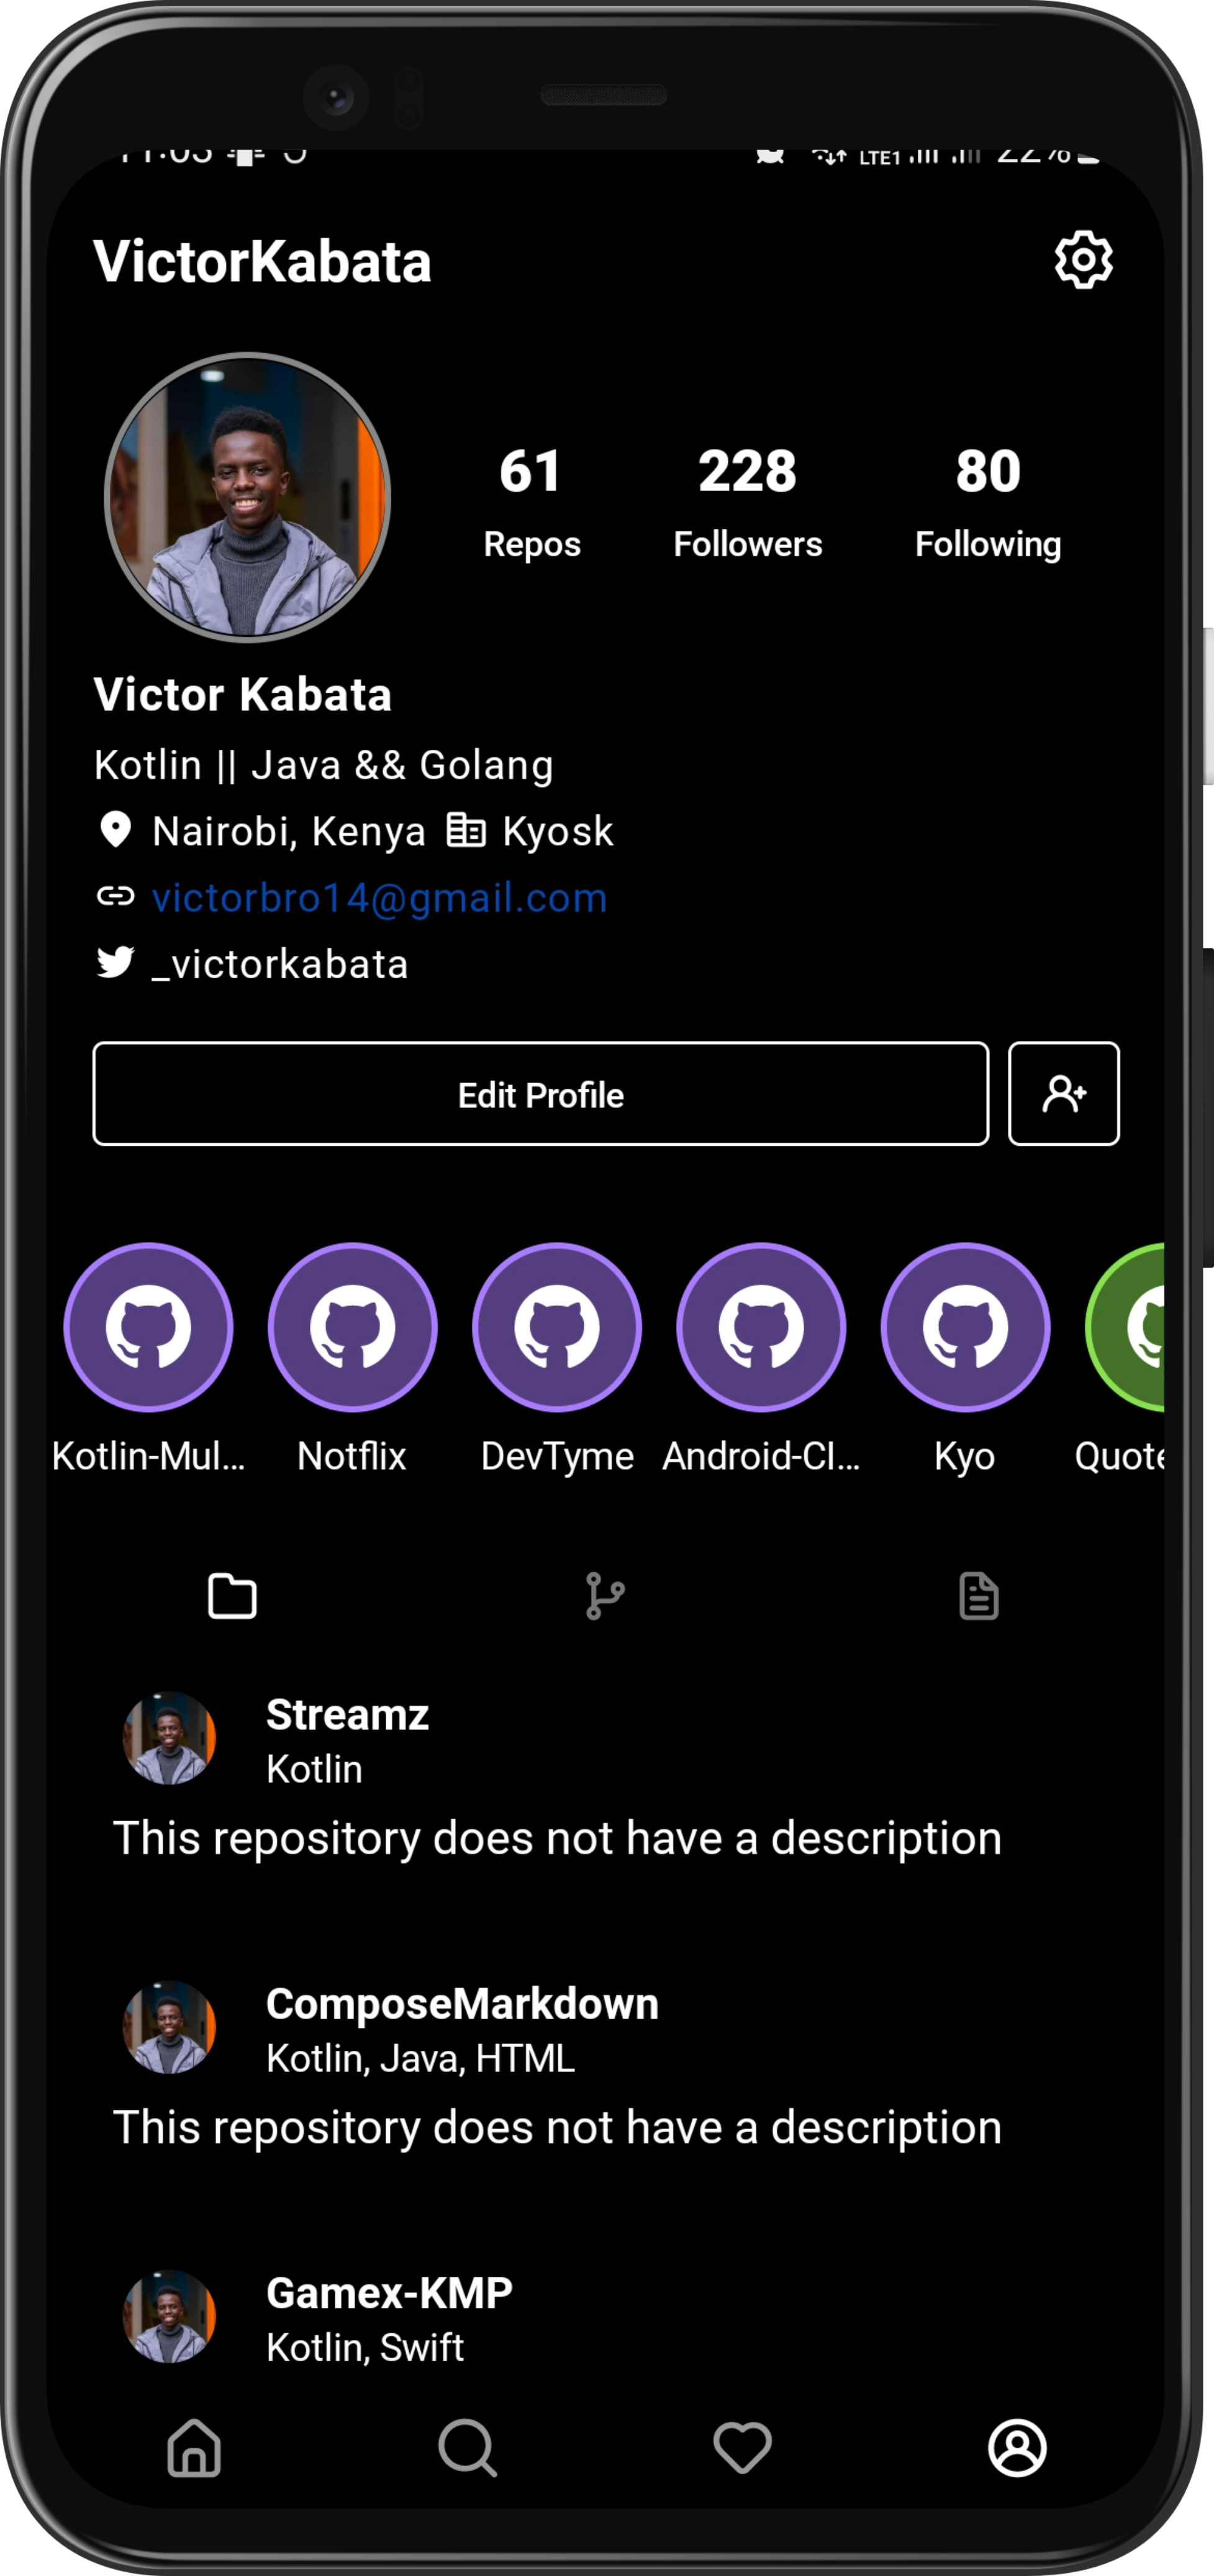 LTE1 22%
VictorKabata
61 228 80
Repos Followers Following
Victor Kabata
Kotlin || Java && Golang
Nairobi, Kenya Kyosk
victorbro14@gmail.com
_victorkabata
Edit Profile
Kotlin-Mul... Notflix DevTyme Android-Cl... Kyo Quote
Streamz
Kotlin
This repository does not have a description
ComposeMarkdown
Kotlin, Java, HTML
This repository does not have a description
Gamex-KMP
Kotlin, Swift